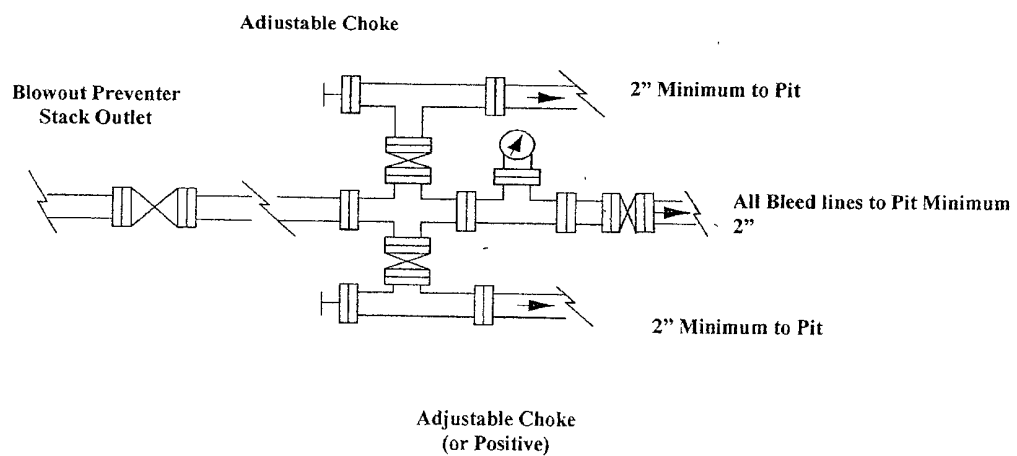 Adiustable Choke
2” Minimum to Pit
Blowout Preventer
Stack Outlet
All Bleed lines to Pit Minimum
2”
2” Minimum to Pit
Adjustable Choke
(or Positive)